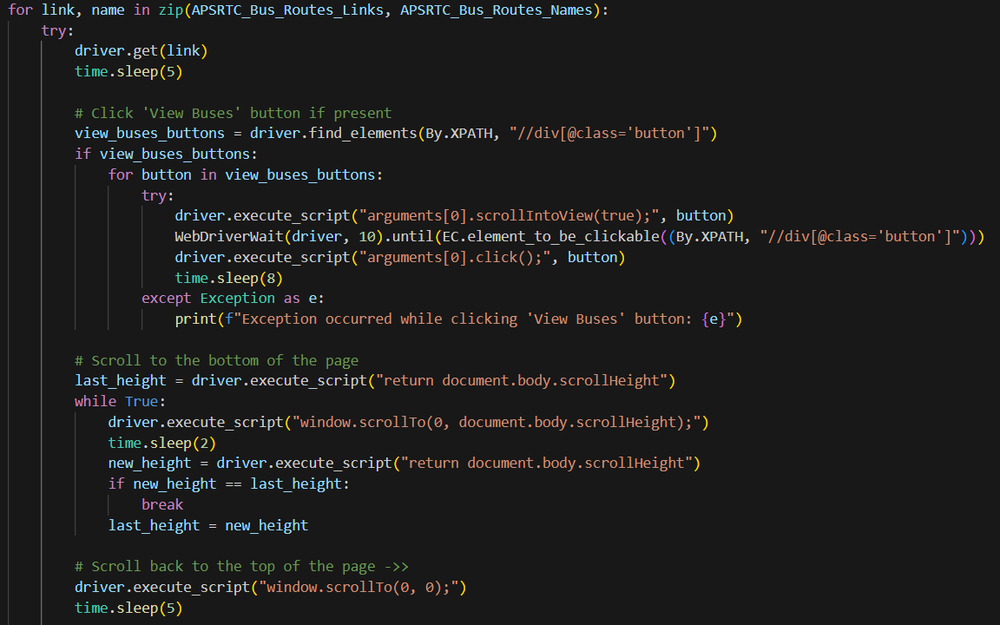 for link, name in zip(APSRTC_Bus_Routes_Links, APSRTC_Bus_Routes_Names):
    try:
        driver.get(link)
        time.sleep(5)

        # Click 'View Buses' button if present
        view_buses_buttons = driver.find_elements(By.XPATH, "//div[@class='button']")
        if view_buses_buttons:
            for button in view_buses_buttons:
                try:
                    driver.execute_script("arguments[0].scrollIntoView(true);", button)
                    WebDriverWait(driver, 10).until(EC.element_to_be_clickable((By.XPATH, "//div[@class='button']")))
                    driver.execute_script("arguments[0].click();", button)
                    time.sleep(8)
                except Exception as e:
                    print(f"Exception occurred while clicking 'View Buses' button: {e}")

        # Scroll to the bottom of the page
        last_height = driver.execute_script("return document.body.scrollHeight")
        while True:
            driver.execute_script("window.scrollTo(0, document.body.scrollHeight);")
            time.sleep(2)
            new_height = driver.execute_script("return document.body.scrollHeight")
            if new_height == last_height:
                break
            last_height = new_height

        # Scroll back to the top of the page ->>
        driver.execute_script("window.scrollTo(0, 0);")
        time.sleep(5)